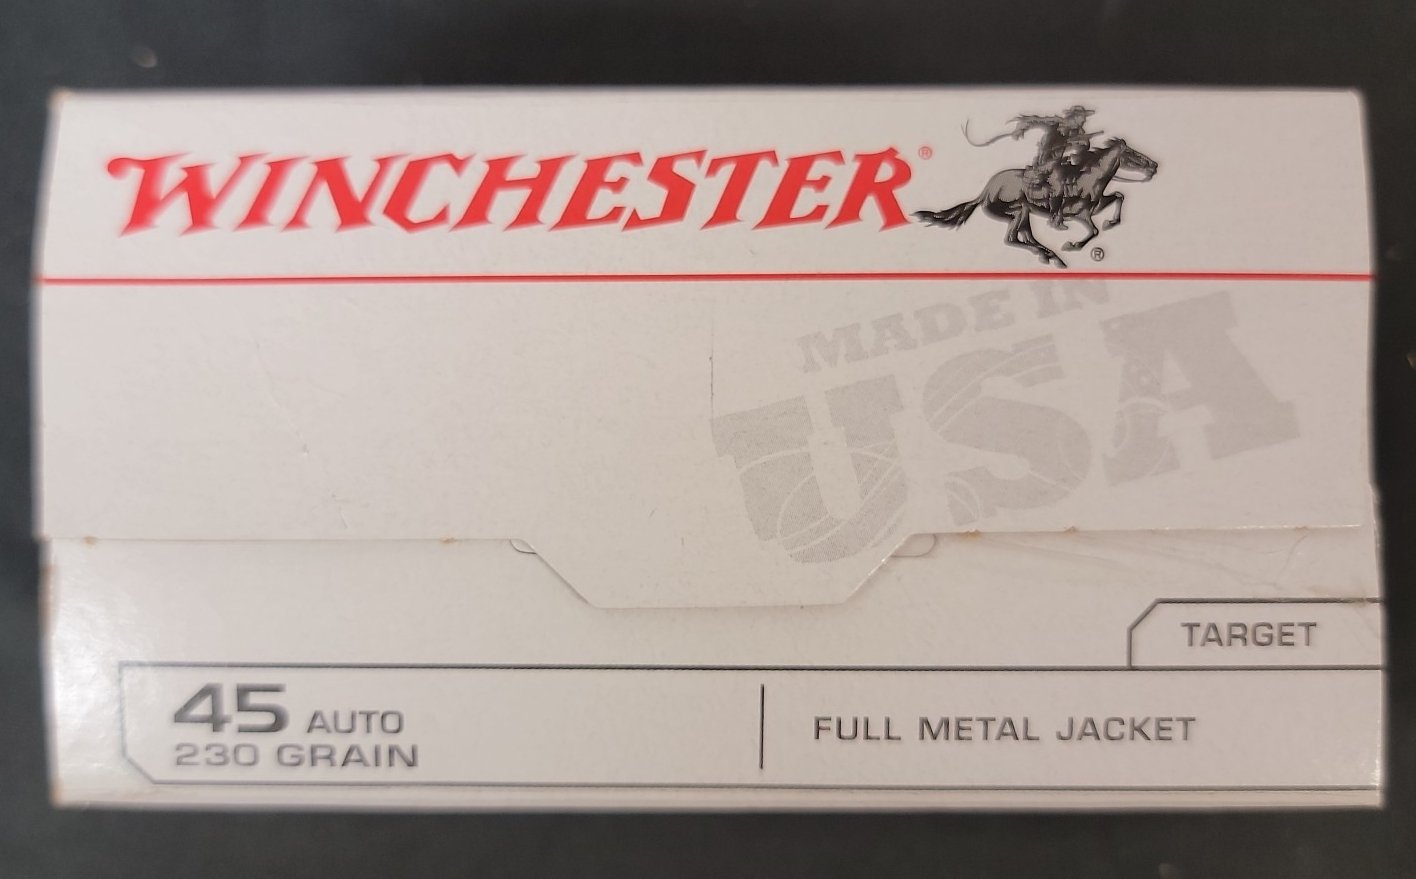 WINCHESTER®
®
MADE IN
USA
TARGET
45 AUTO
230 GRAIN
FULL METAL JACKET